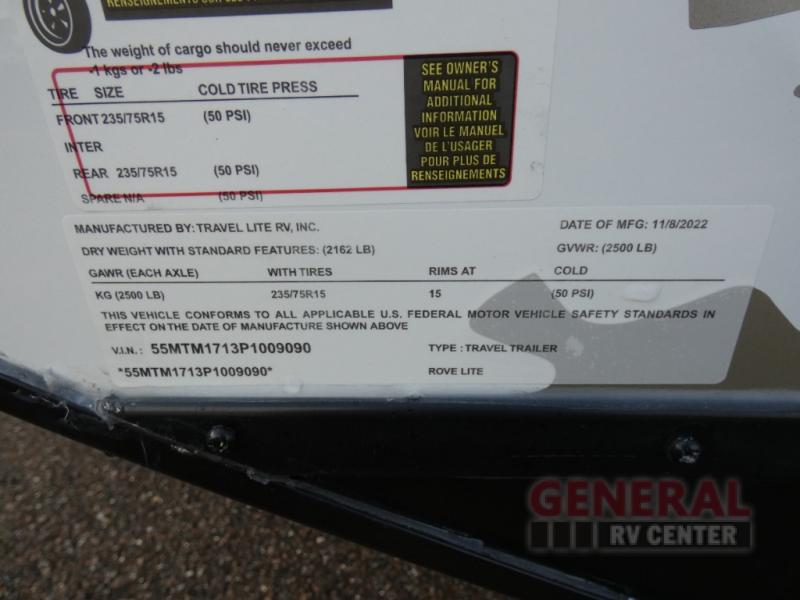 The weight of cargo should never exceed
-1 kgs or -2 lbs
TIRE SIZE COLD TIRE PRESS
FRONT 235/75R15 (50 PSI)
INTER
REAR 235/75R15 (50 PSI)
SPARE N/A (50 PSI)
SEE OWNER'S
MANUAL FOR
ADDITIONAL
INFORMATION
VOIR LE MANUEL
DE L'USAGER
POUR PLUS DE
RENSEIGNEMENTS
MANUFACTURED BY: TRAVEL LITE RV, INC. DATE OF MFG: 11/8/2022
DRY WEIGHT WITH STANDARD FEATURES: (2162 LB) GVWR: (2500 LB)
GAWR (EACH AXLE) WITH TIRES RIMS AT COLD
KG (2500 LB) 235/75R15 15 (50 PSI)
THIS VEHICLE CONFORMS TO ALL APPLICABLE U.S. FEDERAL MOTOR VEHICLE SAFETY STANDARDS IN
EFFECT ON THE DATE OF MANUFACTURE SHOWN ABOVE
V.I.N.: 55MTM1713P1009090 TYPE: TRAVEL TRAILER
*55MTM1713P1009090* ROVE LITE
GENERAL
RV CENTER